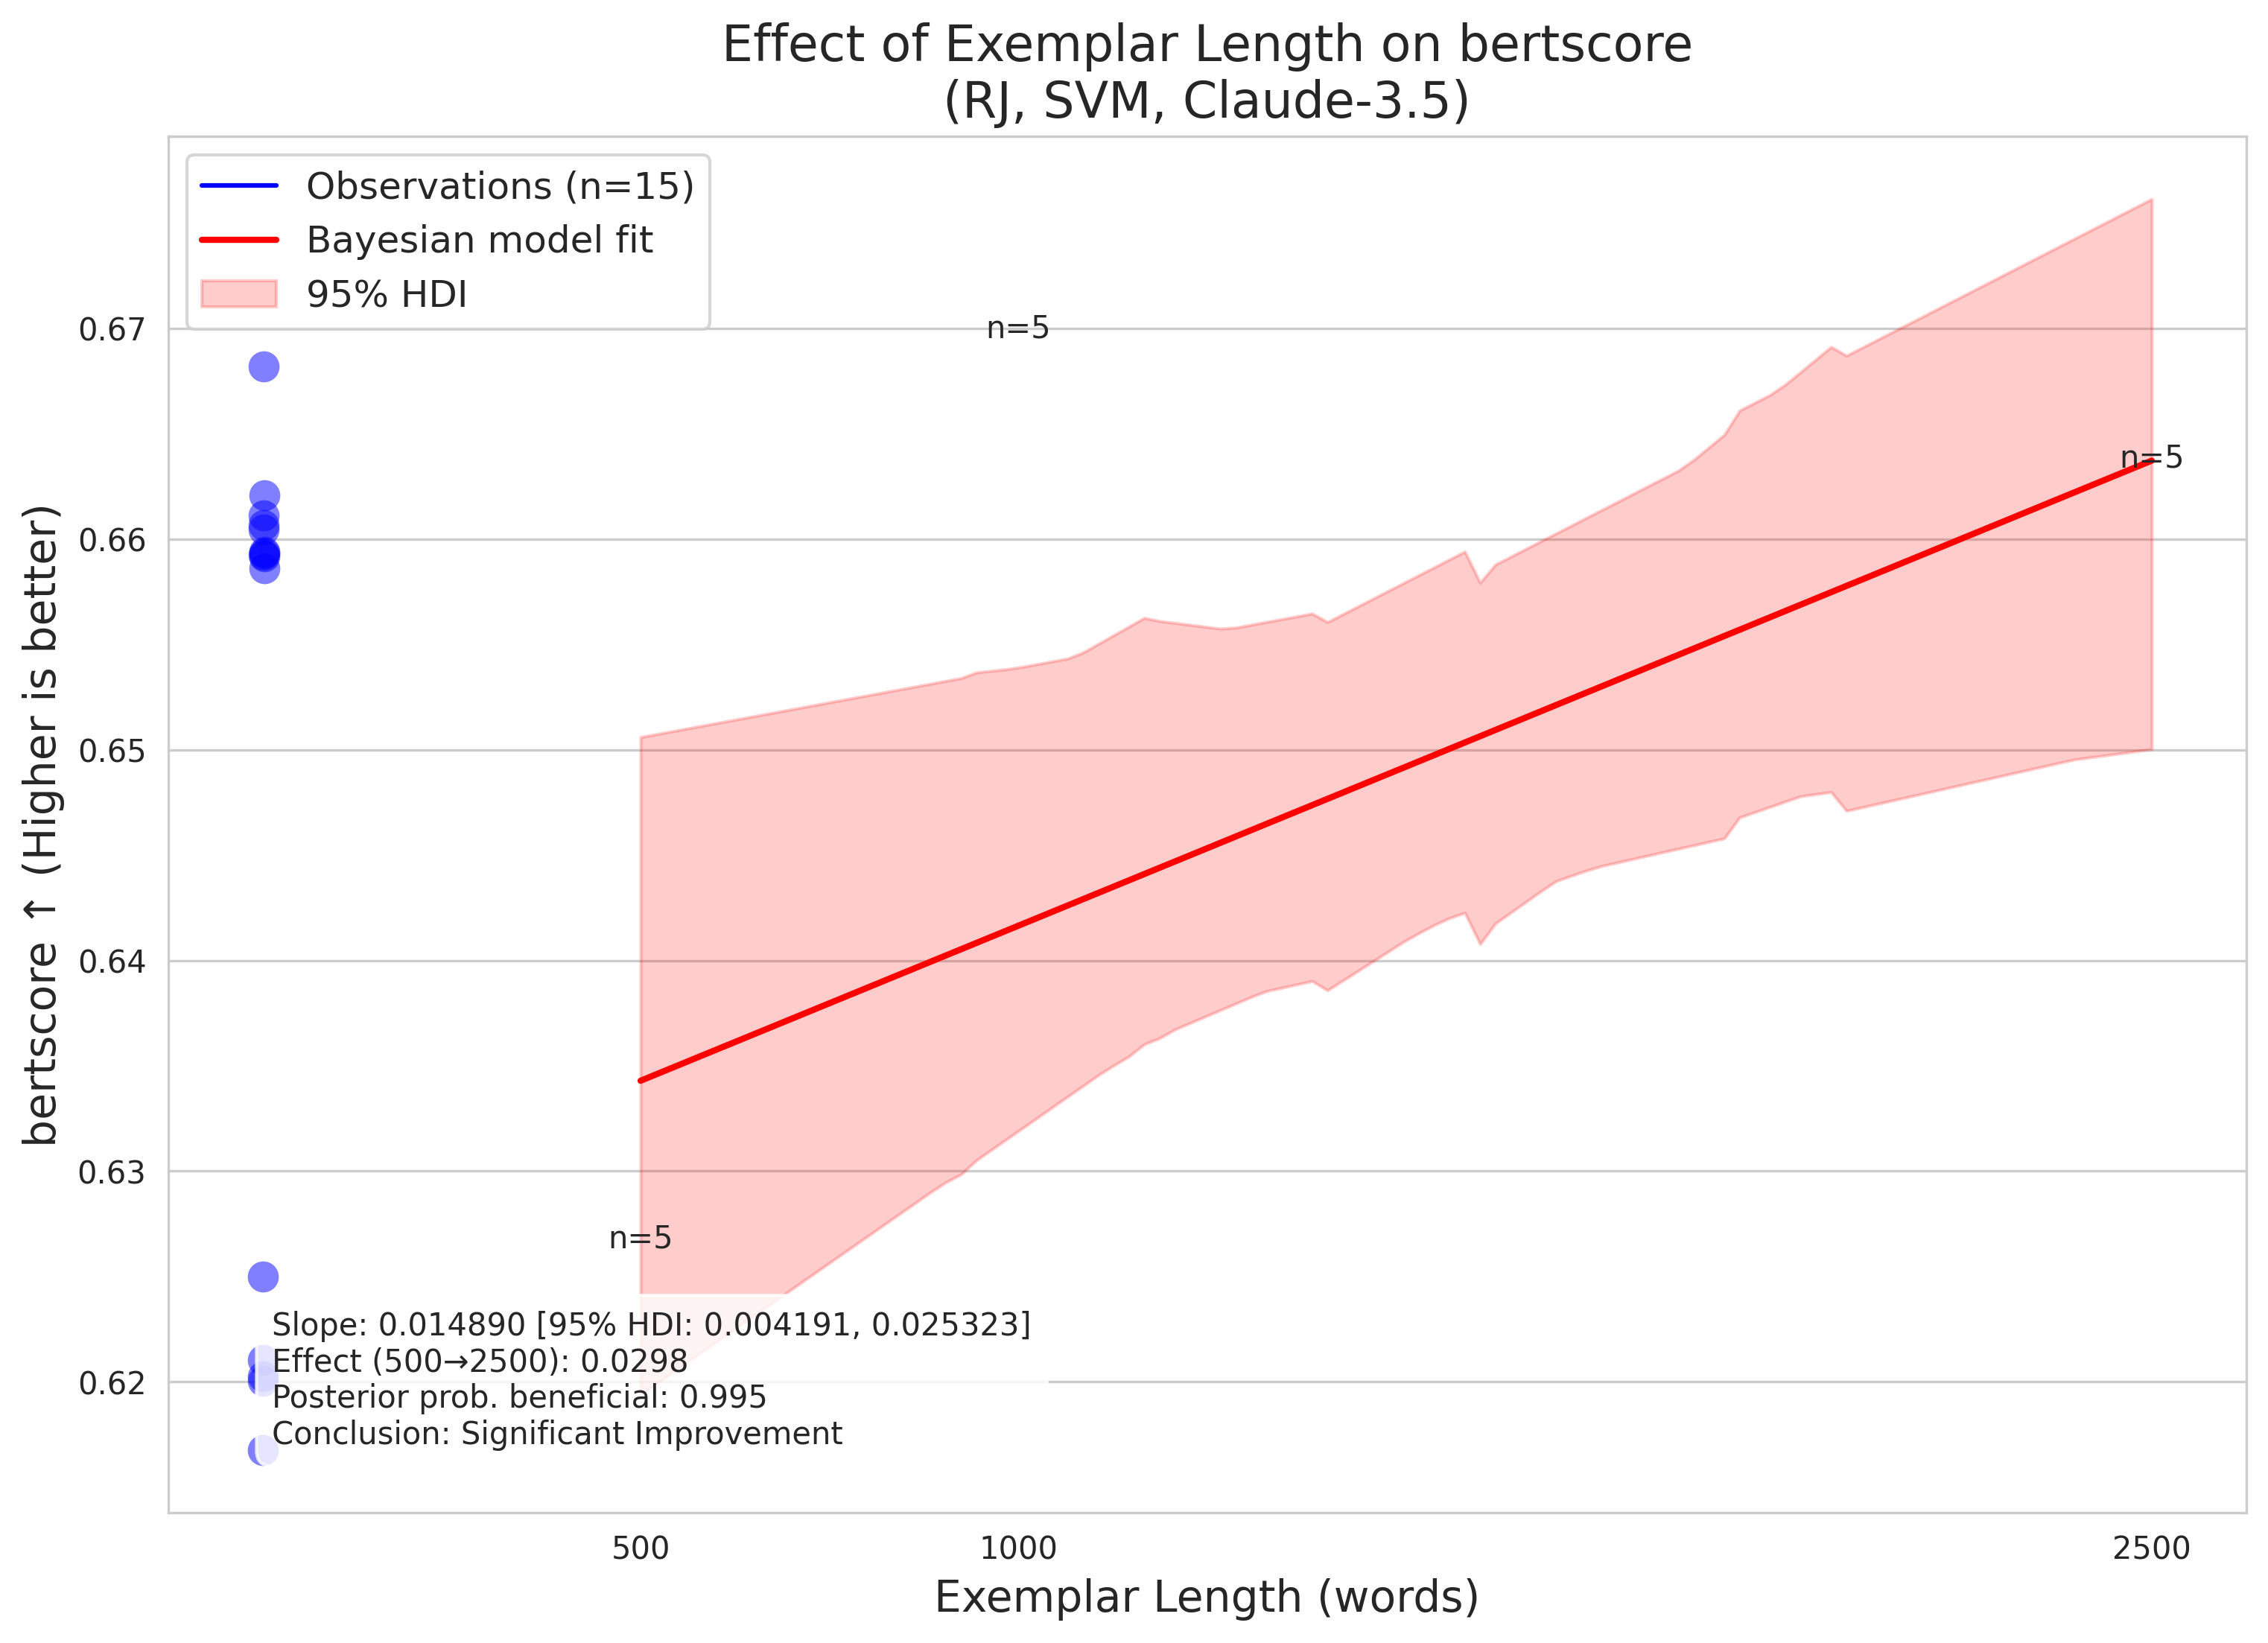 Effect of Exemplar Length on bertscore
(RJ, SVM, Claude-3.5)
Observations (n=15)
Bayesian model fit
95% HDI
n=5
n=5
n=5
0.67
0.66
0.65
0.64
0.63
0.62
bertscore ↑ (Higher is better)
Slope: 0.014890 [95% HDI: 0.004191, 0.025323]
Effect (500→2500): 0.0298
Posterior prob. beneficial: 0.995
Conclusion: Significant Improvement
500
1000
2500
Exemplar Length (words)